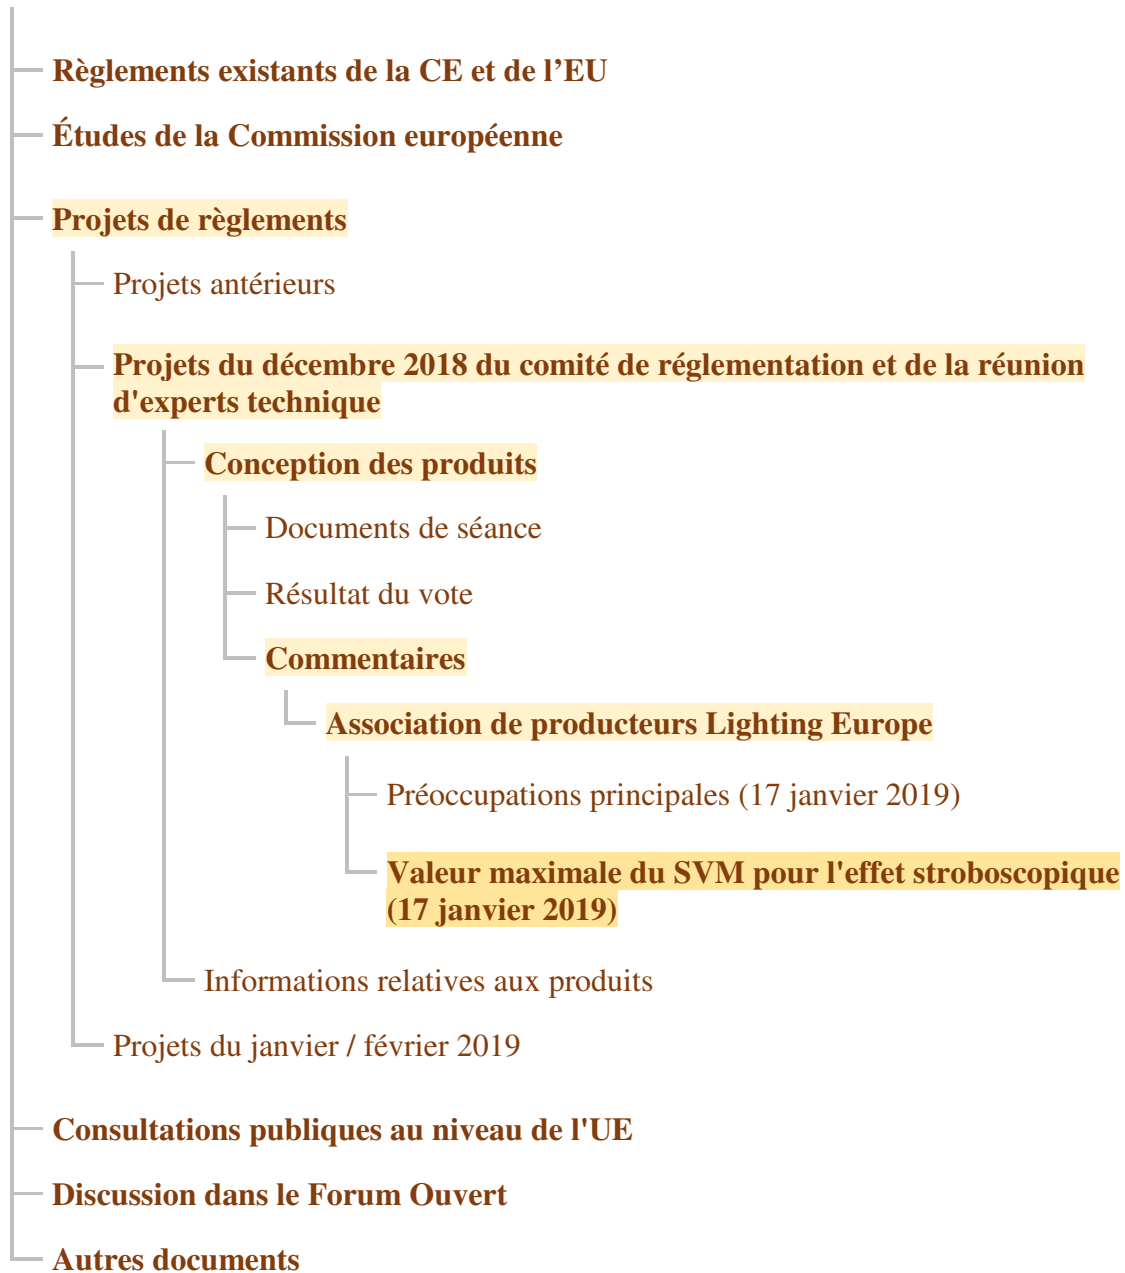 Règlements existants de la CE et de l’EU
Études de la Commission européenne
Projets de règlements
Projets antérieurs
Projets du décembre 2018 du comité de réglementation et de la réunion
d'experts technique
Conception des produits
Documents de séance
Résultat du vote
Commentaires
Association de producteurs Lighting Europe
Préoccupations principales (17 janvier 2019)
Valeur maximale du SVM pour l'effet stroboscopique
(17 janvier 2019)
Informations relatives aux produits
Projets du janvier / février 2019
Consultations publiques au niveau de l'UE
Discussion dans le Forum Ouvert
Autres documents